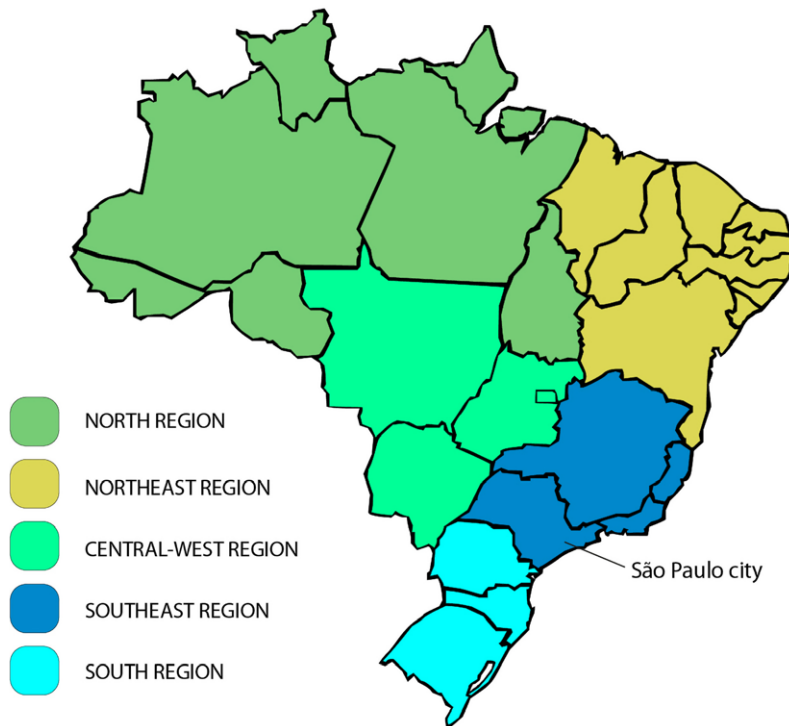 NORTH REGION
NORTHEAST REGION
CENTRAL-WEST REGION
SOUTHEAST REGION
São Paulo city
SOUTH REGION